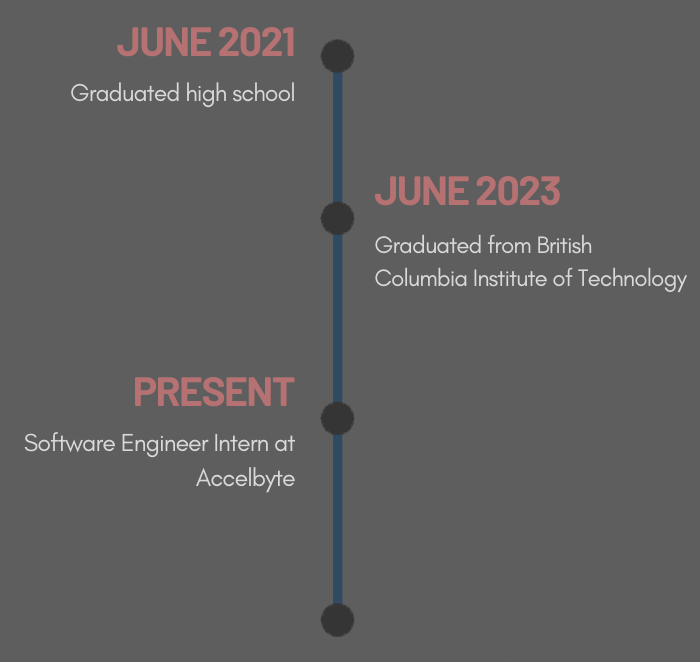 JUNE 2021
Graduated high school
JUNE 2023
Graduated from British
Columbia Institute of Technology
PRESENT
Software Engineer Intern at
Accelbyte